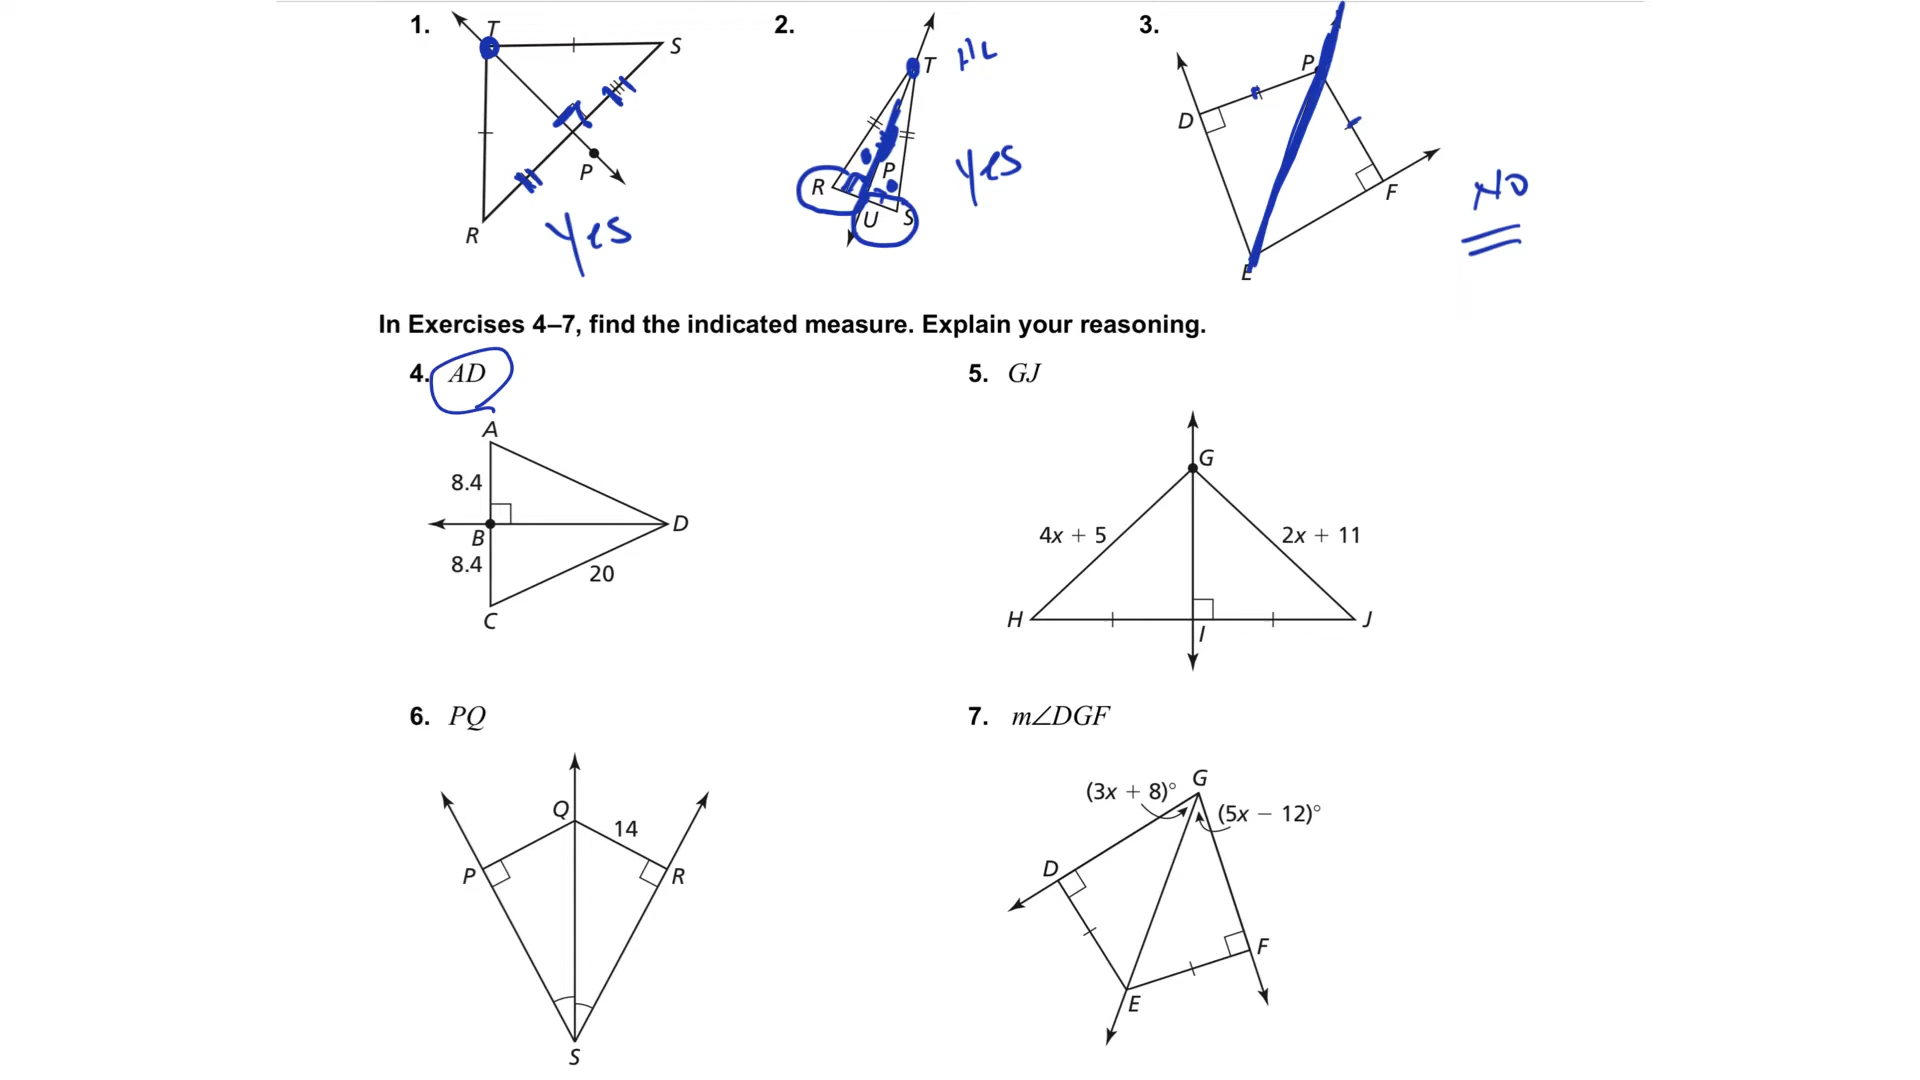 1.
T
S
P
R
Yes
2.
T
HL
P
R
U
S
Yes
3.
P
D
F
E
NO
In Exercises 4–7, find the indicated measure. Explain your reasoning.
4. AD
A
8.4
B
D
8.4
20
C
5. GJ
G
4x + 5
2x + 11
H
I
J
6. PQ
Q
14
P
R
S
7. m∠DGF
G
(3x + 8)°
(5x − 12)°
D
F
E